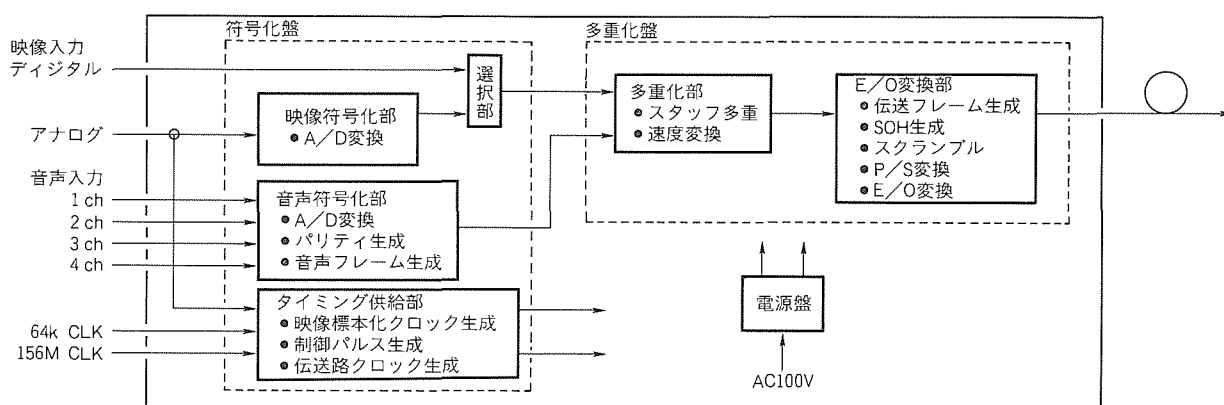 符号化盤
多重化盤
映像入力
ディジタル
選択部
映像符号化部
● A/D変換
多重化部
● スタッフ多重
● 速度変換
E/O変換部
● 伝送フレーム生成
● SOH生成
● スクランブル
● P/S変換
● E/O変換
アナログ
音声入力
1 ch
2 ch
3 ch
4 ch
音声符号化部
● A/D変換
● パリティ生成
● 音声フレーム生成
タイミング供給部
● 映像標本化クロック生成
● 制御パルス生成
● 伝送路クロック生成
64k CLK
156M CLK
電源盤
AC100V